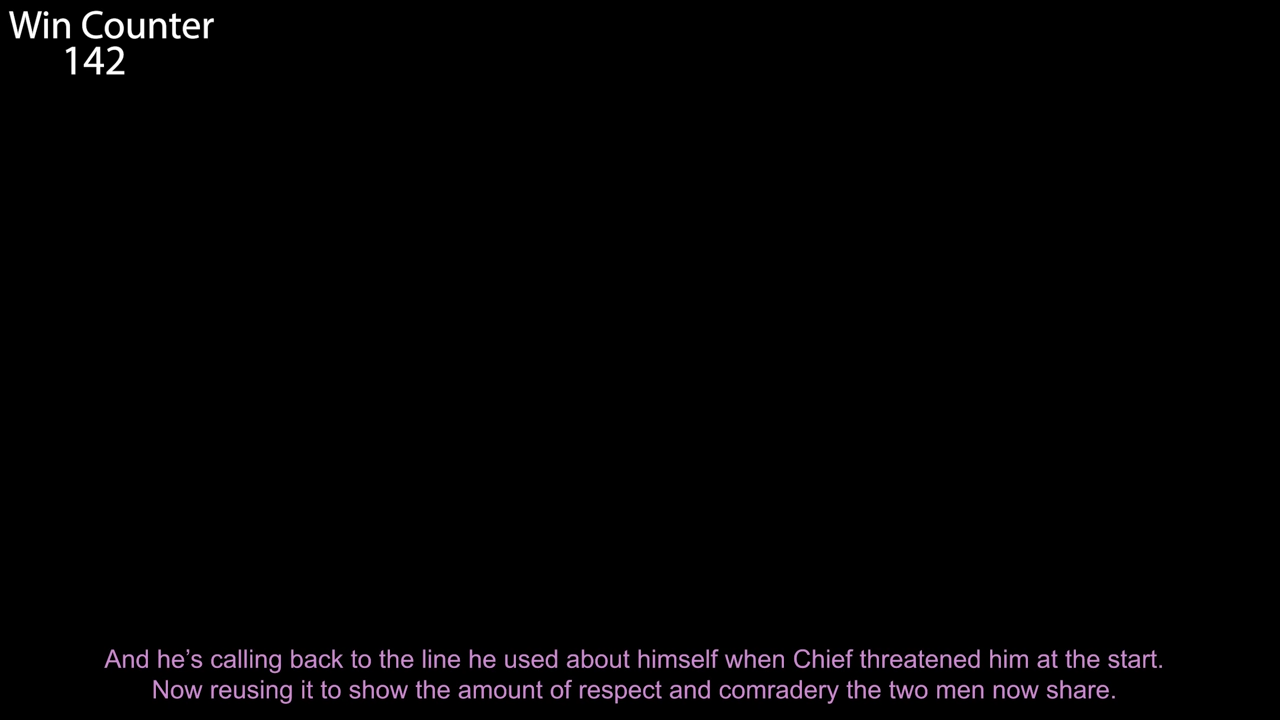 Win Counter
142
And he’s calling back to the line he used about himself when Chief threatened him at the start.
Now reusing it to show the amount of respect and comradery the two men now share.